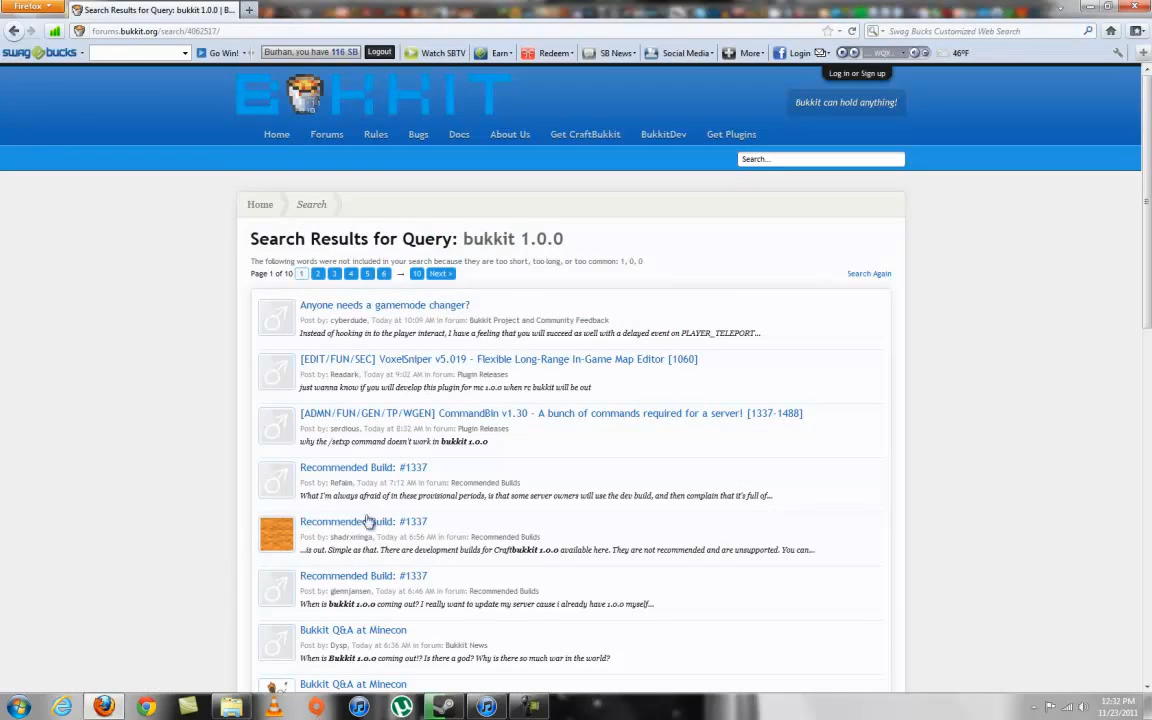 Firefox
Search Results for Query: bukkit 1.0.0 | B...
forums.bukkit.org/search/4062517/
Swag Bucks Customized Web Search
swagbucks Go Win! Burhan, you have 116 SB Logout Watch SBTV Earn Redeem SB News Social Media More Login 46°F
Log in or Sign up
BUKKIT
Bukkit can hold anything!
Home Forums Rules Bugs Docs About Us Get CraftBukkit BukkitDev Get Plugins
Search...
Home Search
Search Results for Query: bukkit 1.0.0
The following words were not included in your search because they are too short, too long, or too common: 1, 0, 0
Page 1 of 10 1 2 3 4 5 6 → 10 Next > Search Again
Anyone needs a gamemode changer?
Post by: cyberdude, Today at 10:09 AM in forum: Bukkit Project and Community Feedback
Instead of hooking in to the player interact, I have a feeling that you will succeed as well with a delayed event on PLAYER_TELEPORT...
[EDIT/FUN/SEC] VoxelSniper v5.019 - Flexible Long-Range In-Game Map Editor [1060]
Post by: Readark, Today at 9:02 AM in forum: Plugin Releases
just wanna know if you will develop this plugin for mc 1.0.0 when rc bukkit will be out
[ADMN/FUN/GEN/TP/WGEN] CommandBin v1.30 - A bunch of commands required for a server! [1337-1488]
Post by: serdious, Today at 8:32 AM in forum: Plugin Releases
why the /setxp command doesn't work in bukkit 1.0.0
Recommended Build: #1337
Post by: Refain, Today at 7:12 AM in forum: Recommended Builds
What I'm always afraid of in these provisional periods, is that some server owners will use the dev build, and then complain that it's full of...
Recommended Build: #1337
Post by: shadrxninga, Today at 6:56 AM in forum: Recommended Builds
...is out. Simple as that. There are development builds for Craftbukkit 1.0.0 available here. They are not recommended and are unsupported. You can...
Recommended Build: #1337
Post by: glennjansen, Today at 6:46 AM in forum: Recommended Builds
When is bukkit 1.0.0 coming out? I really want to update my server cause i already have 1.0.0 myself...
Bukkit Q&A at Minecon
Post by: Dysp, Today at 6:36 AM in forum: Bukkit News
When is Bukkit 1.0.0 coming out!? Is there a god? Why is there so much war in the world?
Bukkit Q&A at Minecon
12:32 PM
11/23/2011